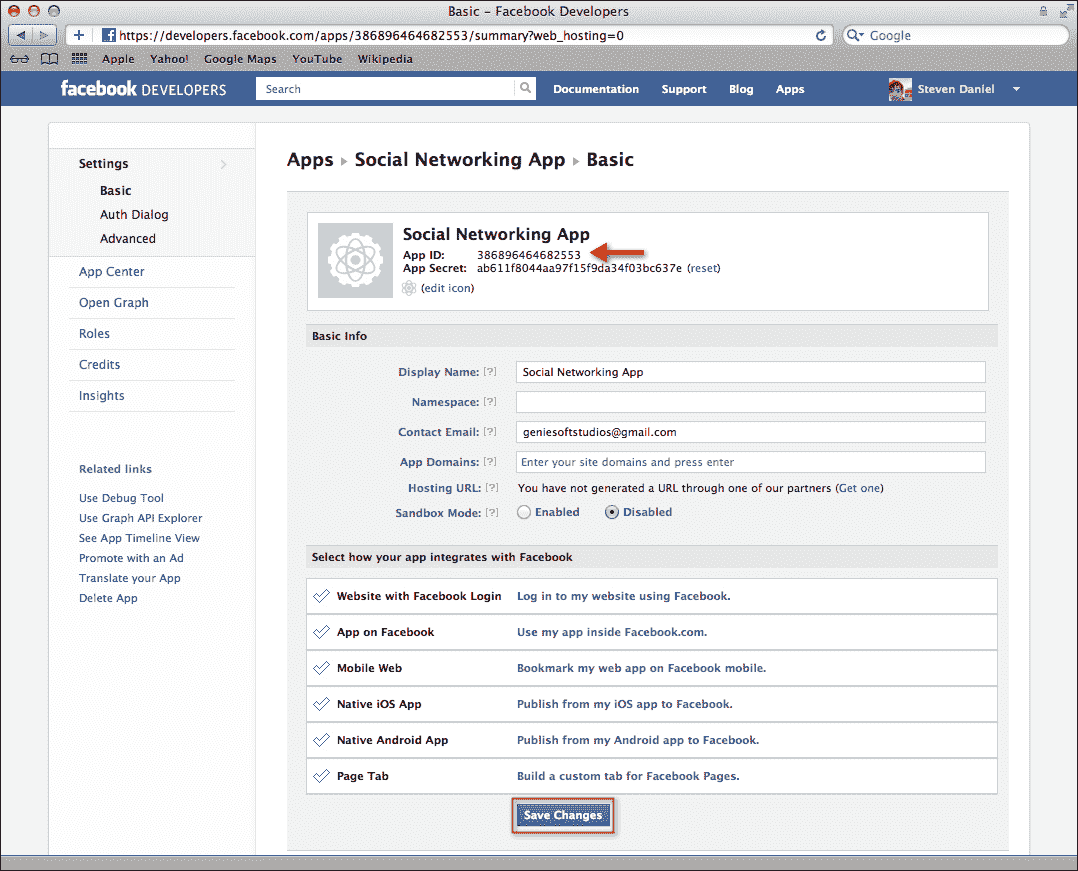 Basic – Facebook Developers
https://developers.facebook.com/apps/386896464682553/summary?web_hosting=0
Google
Apple Yahoo! Google Maps YouTube Wikipedia
facebook DEVELOPERS
Search
Documentation Support Blog Apps
Steven Daniel
Settings
Basic
Auth Dialog
Advanced
App Center
Open Graph
Roles
Credits
Insights
Related links
Use Debug Tool
Use Graph API Explorer
See App Timeline View
Promote with an Ad
Translate your App
Delete App
Apps ▸ Social Networking App ▸ Basic
Social Networking App
App ID: 386896464682553
App Secret: ab611f8044aa97f15f9da34f03bc637e (reset)
(edit icon)
Basic Info
Display Name: [?] Social Networking App
Namespace: [?]
Contact Email: [?] geniesoftstudios@gmail.com
App Domains: [?] Enter your site domains and press enter
Hosting URL: [?] You have not generated a URL through one of our partners (Get one)
Sandbox Mode: [?] Enabled Disabled
Select how your app integrates with Facebook
Website with Facebook Login Log in to my website using Facebook.
App on Facebook Use my app inside Facebook.com.
Mobile Web Bookmark my web app on Facebook mobile.
Native iOS App Publish from my iOS app to Facebook.
Native Android App Publish from my Android app to Facebook.
Page Tab Build a custom tab for Facebook Pages.
Save Changes